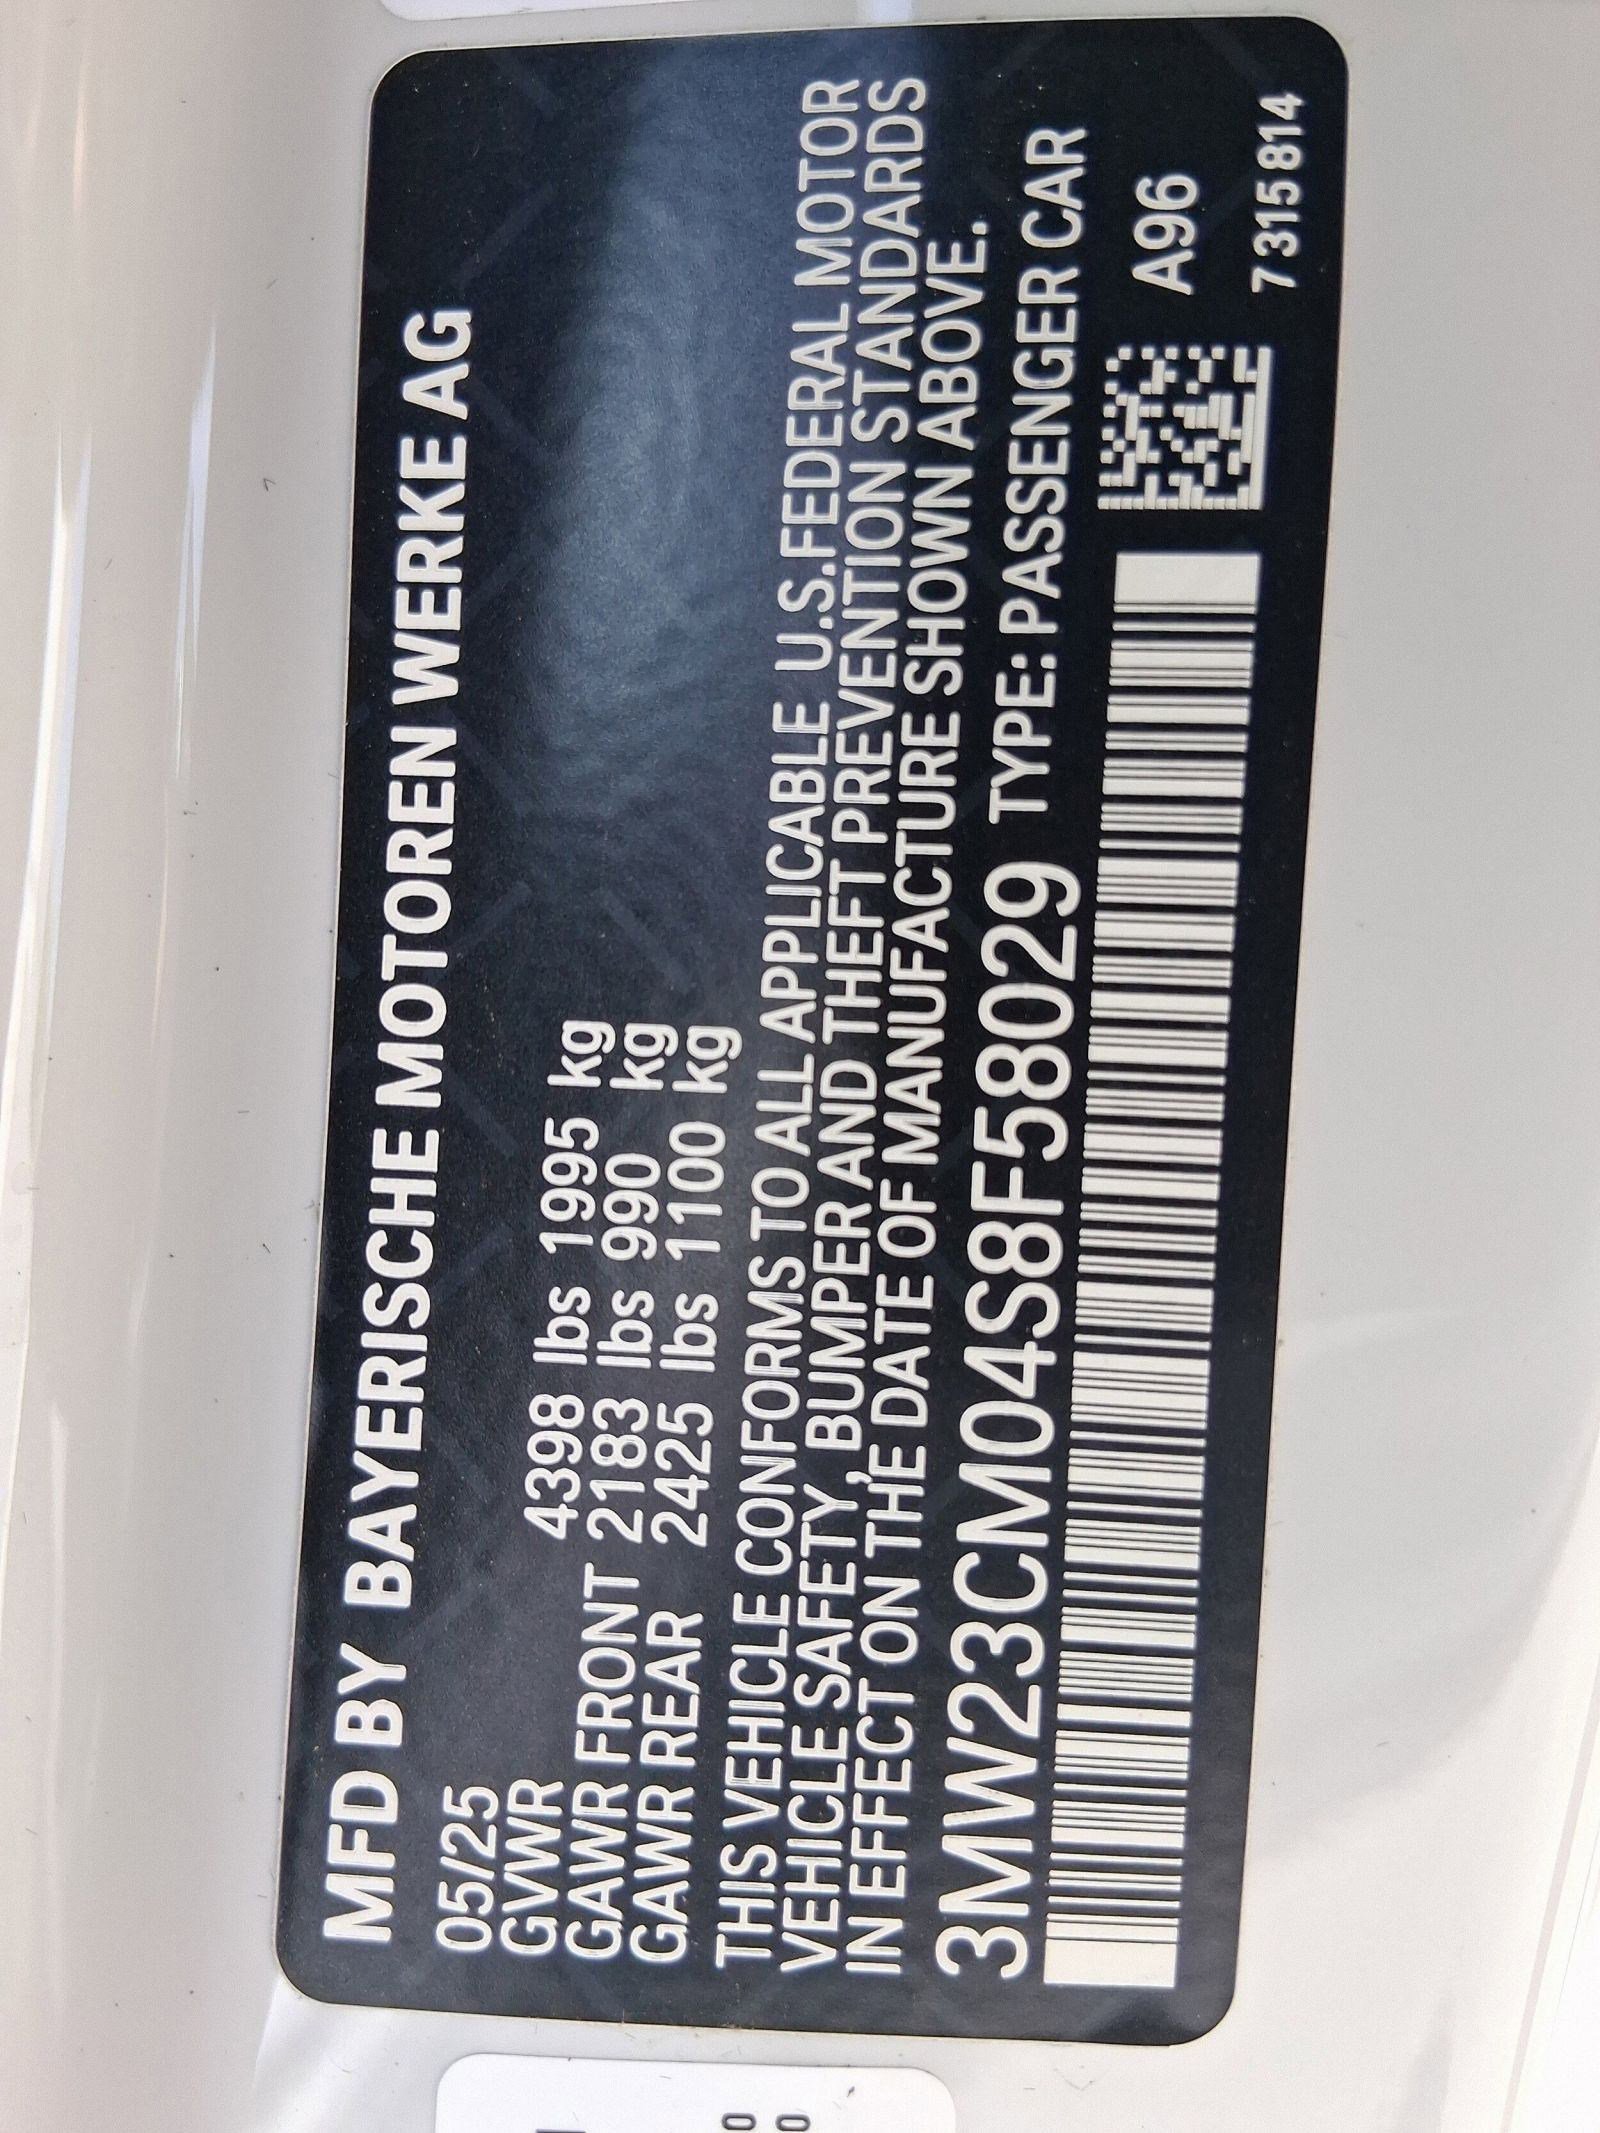 MFD BY BAYERISCHE MOTOREN WERKE AG
05/25
GVWR 4398 lbs 1995 kg
GAWR FRONT 2183 lbs 990 kg
GAWR REAR 2425 lbs 1100 kg
THIS VEHICLE CONFORMS TO ALL APPLICABLE U.S.FEDERAL MOTOR
VEHICLE SAFETY, BUMPER AND THEFT PREVENTION STANDARDS
IN EFFECT ON THE DATE OF MANUFACTURE SHOWN ABOVE.
3MW23CM04S8F58029 TYPE: PASSENGER CAR
A96
7315814